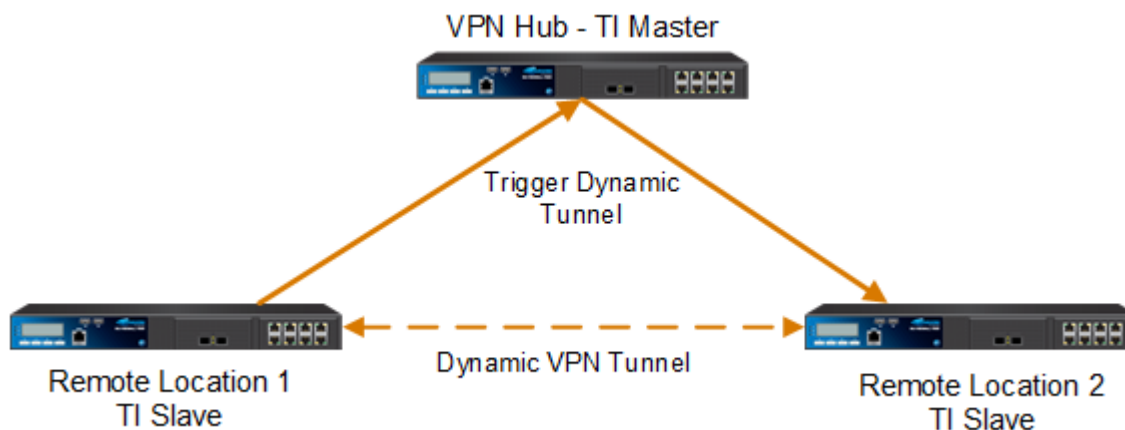 VPN Hub - TI Master
Trigger Dynamic
Tunnel
Dynamic VPN Tunnel
Remote Location 1
TI Slave
Remote Location 2
TI Slave